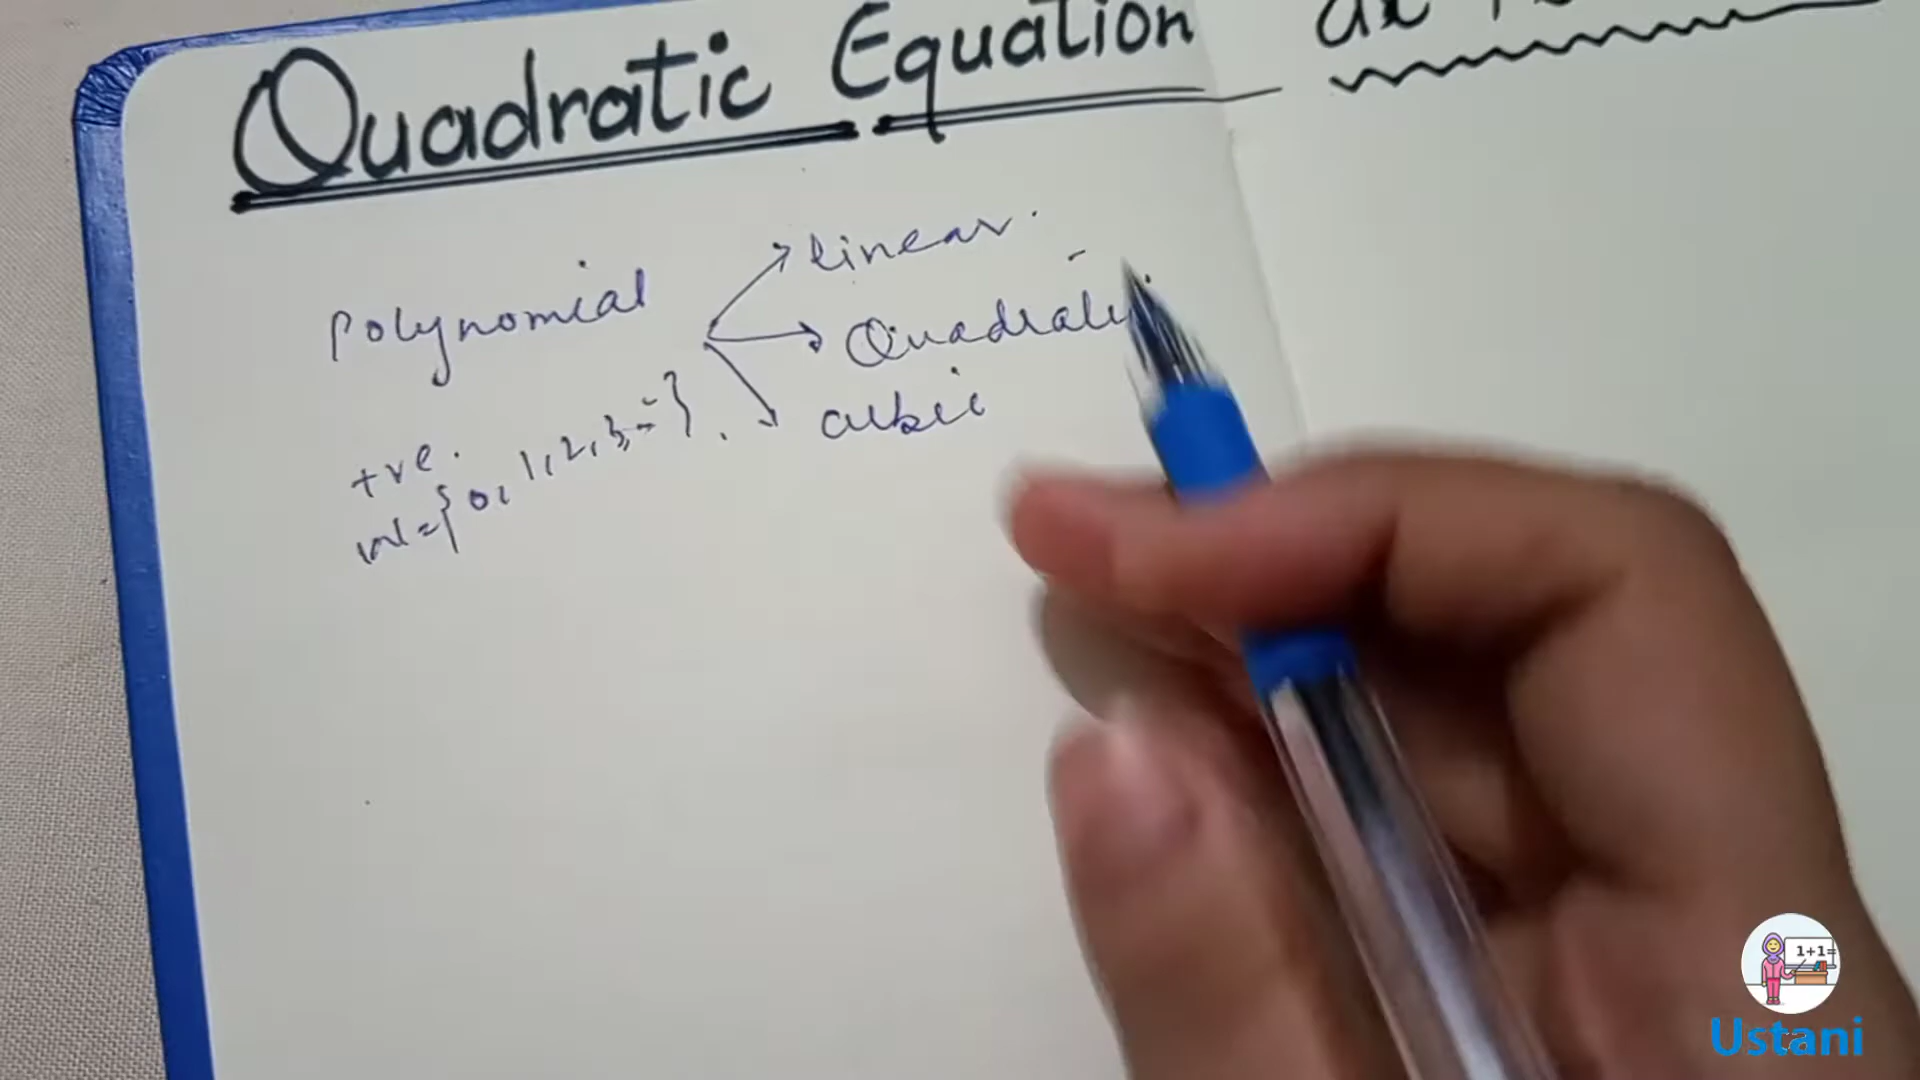 Quadratic Equation
Polynomial
linear.
Quadratic
cubic
+ve.
= {0, 1, 2, 3, - - }.
1+1=
Ustani